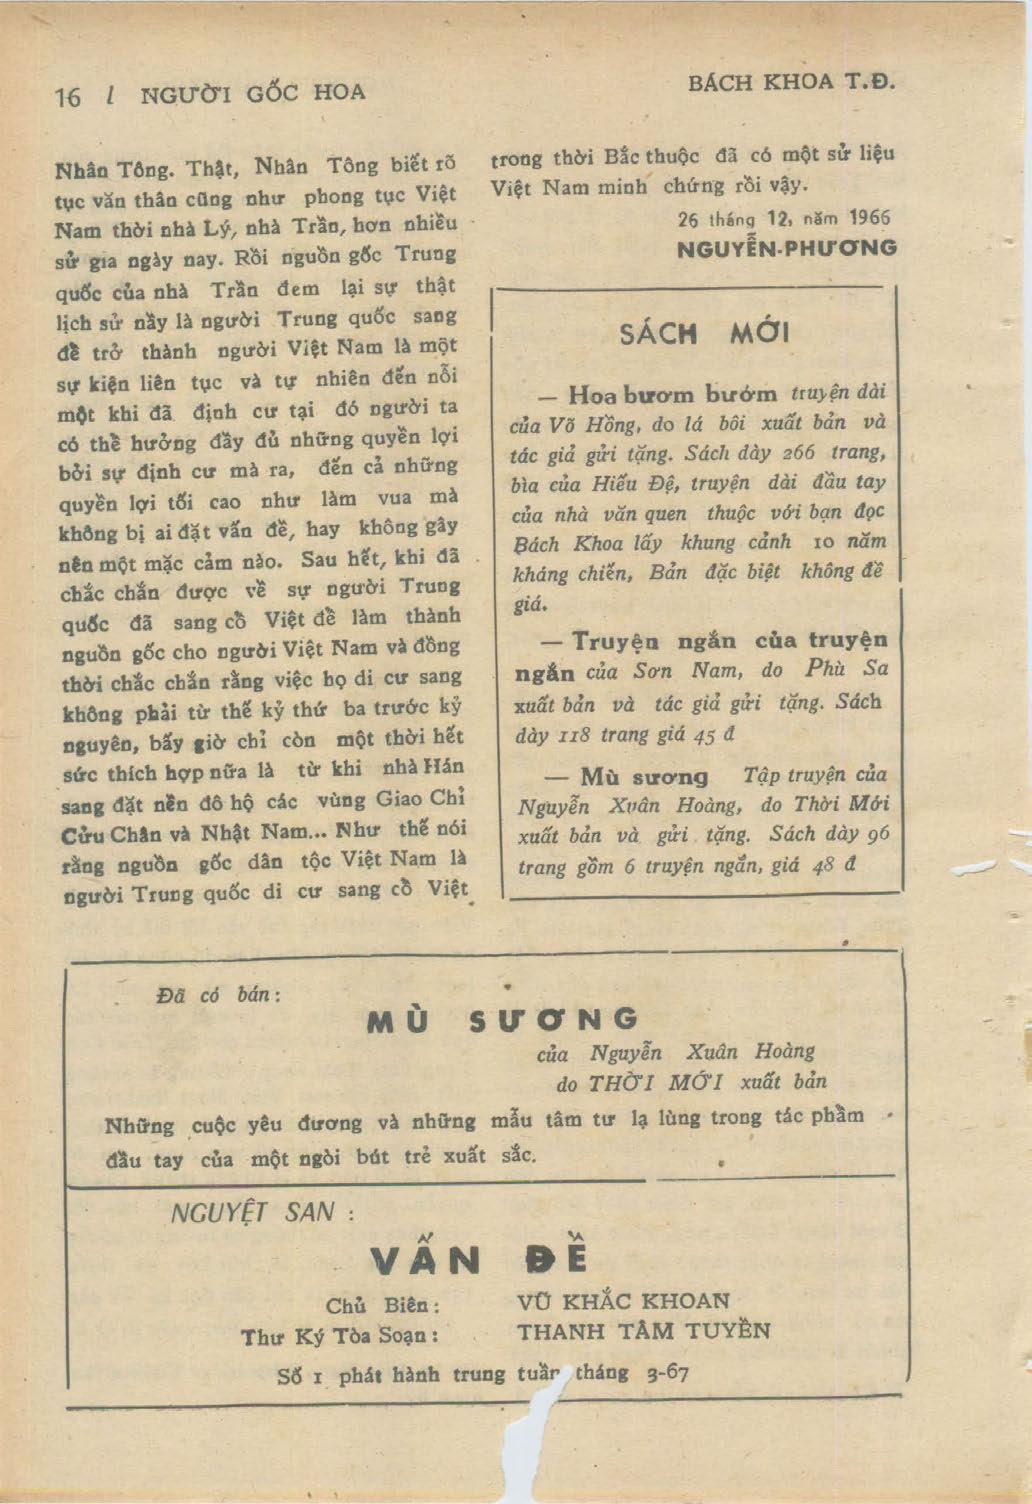 16 / NGƯỜI GỐC HOA
BÁCH KHOA T.Đ.
Nhân Tông. Thật, Nhân Tông biết rõ
tục văn thân cũng như phong tục Việt
Nam thời nhà Lý, nhà Trần, hơn nhiều
sử gia ngày nay. Rồi nguồn gốc Trung
quốc của nhà Trần đem lại sự thật
lịch sử nầy là người Trung quốc sang
để trở thành người Việt Nam là một
sự kiện liên tục và tự nhiên đến nỗi
một khi đã định cư tại đó người ta
có thể hưởng đầy đủ những quyền lợi
bởi sự định cư mà ra, đến cả những
quyền lợi tối cao như làm vua mà
không bị ai đặt vấn đề, hay không gây
nên một mặc cảm nào. Sau hết, khi đã
chắc chắn được về sự người Trung
quốc đã sang cổ Việt để làm thành
nguồn gốc cho người Việt Nam và đồng
thời chắc chắn rằng việc họ di cư sang
không phải từ thế kỷ thứ ba trước kỷ
nguyên, bấy giờ chỉ còn một thời hết
sức thích hợp nữa là từ khi nhà Hán
sang đặt nền đô hộ các vùng Giao Chỉ
Cửu Chân và Nhật Nam... Như thế nói
rằng nguồn gốc dân tộc Việt Nam là
người Trung quốc di cư sang cổ Việt
trong thời Bắc thuộc đã có một sử liệu
Việt Nam minh chứng rồi vậy.
26 tháng 12, năm 1966
NGUYỄN-PHƯƠNG
SÁCH MỚI
— Hoa bươm bướm truyện dài
của Võ Hồng, do lá bôi xuất bản và
tác giả gửi tặng. Sách dày 266 trang,
bìa của Hiếu Đệ, truyện dài đầu tay
của nhà văn quen thuộc với bạn đọc
Bách Khoa lấy khung cảnh 10 năm
kháng chiến, Bản đặc biệt không đề
giá.
— Truyện ngắn của truyện
ngắn của Sơn Nam, do Phù Sa
xuất bản và tác giả gửi tặng. Sách
dày 118 trang giá 45 đ
— Mù sương Tập truyện của
Nguyễn Xuân Hoàng, do Thời Mới
xuất bản và gửi tặng. Sách dày 96
trang gồm 6 truyện ngắn, giá 48 đ
Đã có bán :
MÙ SƯƠNG
của Nguyễn Xuân Hoàng
do THỜI MỚI xuất bản
Những cuộc yêu đương và những mẫu tâm tư lạ lùng trong tác phẩm
đầu tay của một ngòi bút trẻ xuất sắc.
NGUYỆT SAN :
VẤN ĐỀ
Chủ Biên : VŨ KHẮC KHOAN
Thư Ký Tòa Soạn : THANH TÂM TUYỀN
Số 1 phát hành trung tuần tháng 3-67